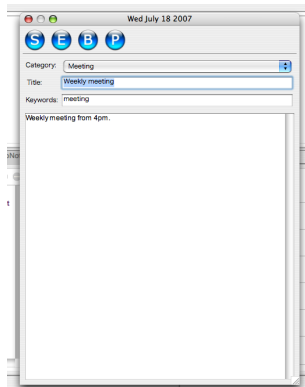 Wed July 18 2007
S E B P
Category: Meeting
Title: Weekly meeting
Keywords: meeting
Weekly meeting from 4pm.